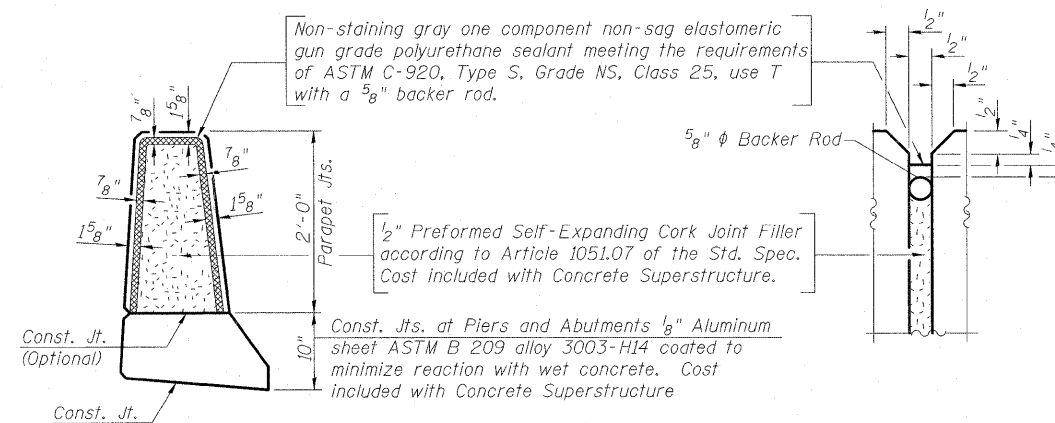 Non-staining gray one component non-sag elastomeric
gun grade polyurethane sealant meeting the requirements
of ASTM C-920, Type S, Grade NS, Class 25, use T
with a 5/8" backer rod.
1/2"
1/2"
1/2"
1/2"
1/4"
1/4"
7/8"
1 5/8"
5/8" ϕ Backer Rod
7/8"
7/8"
1 5/8"
1 5/8"
2'-0"
Parapet Jts.
1/2" Preformed Self-Expanding Cork Joint Filler
according to Article 1051.07 of the Std. Spec.
Cost included with Concrete Superstructure.
Const. Jt.
(Optional)
10"
Const. Jts. at Piers and Abutments 1/8" Aluminum
sheet ASTM B 209 alloy 3003-H14 coated to
minimize reaction with wet concrete. Cost
included with Concrete Superstructure
Const. Jt.